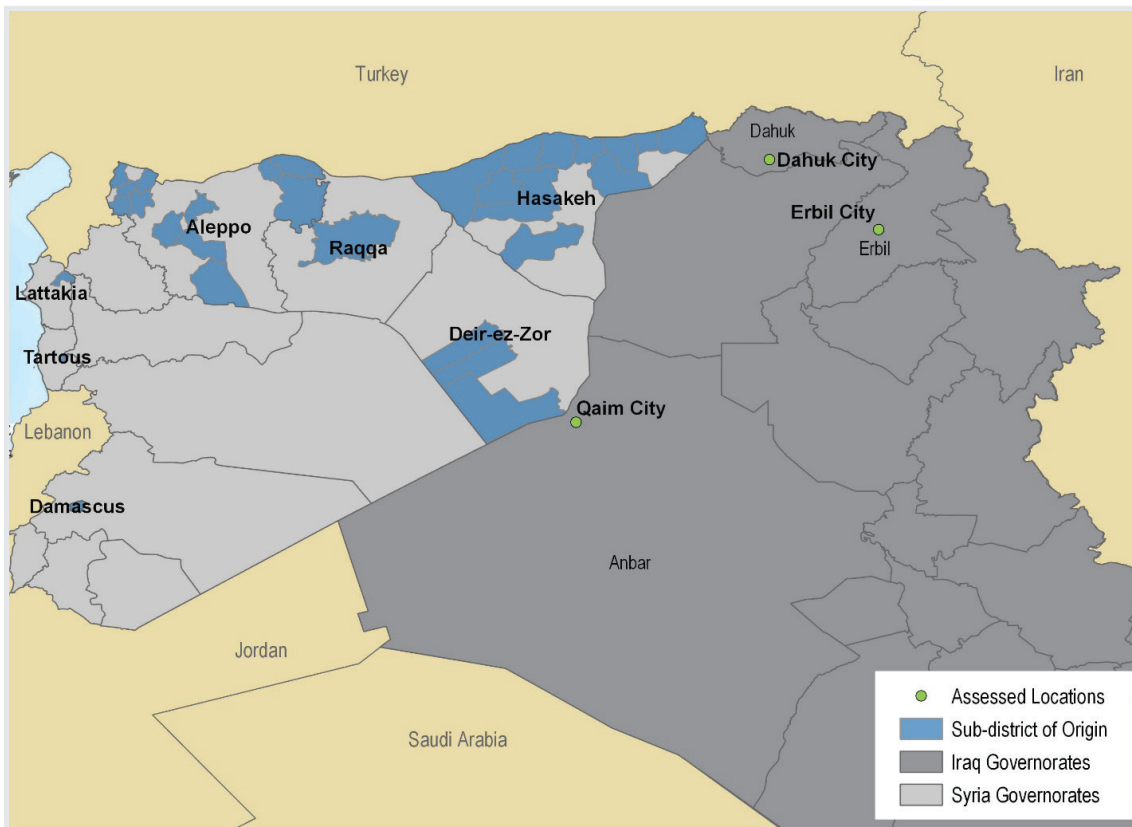 Turkey
Iran
Dahuk
Dahuk City
Hasakeh
Erbil City
Aleppo
Raqqa
Erbil
Lattakia
Deir-ez-Zor
Tartous
Qaim City
Lebanon
Damascus
Anbar
Jordan
Saudi Arabia
Assessed Locations
Sub-district of Origin
Iraq Governorates
Syria Governorates